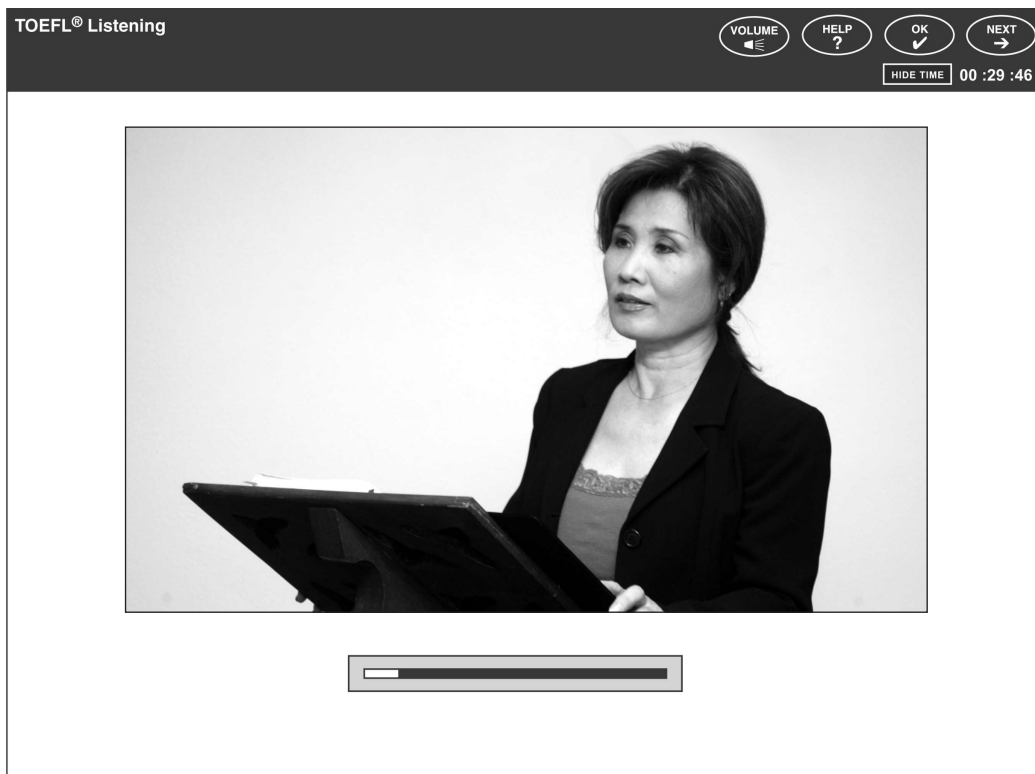 TOEFL® Listening
VOLUME
HELP
?
OK
NEXT
HIDE TIME 00 :29 :46